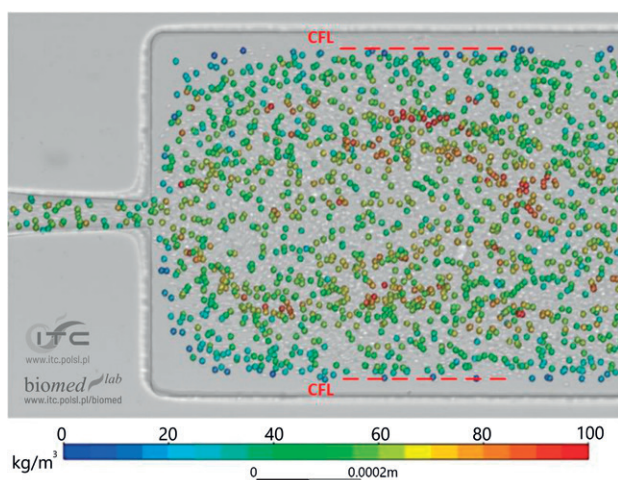 CFL
ITC
www.itc.polsl.pl
biomed lab
www.itc.polsl.pl/biomed
CFL
0 20 40 60 80 100
kg/m³
0 0.0002m